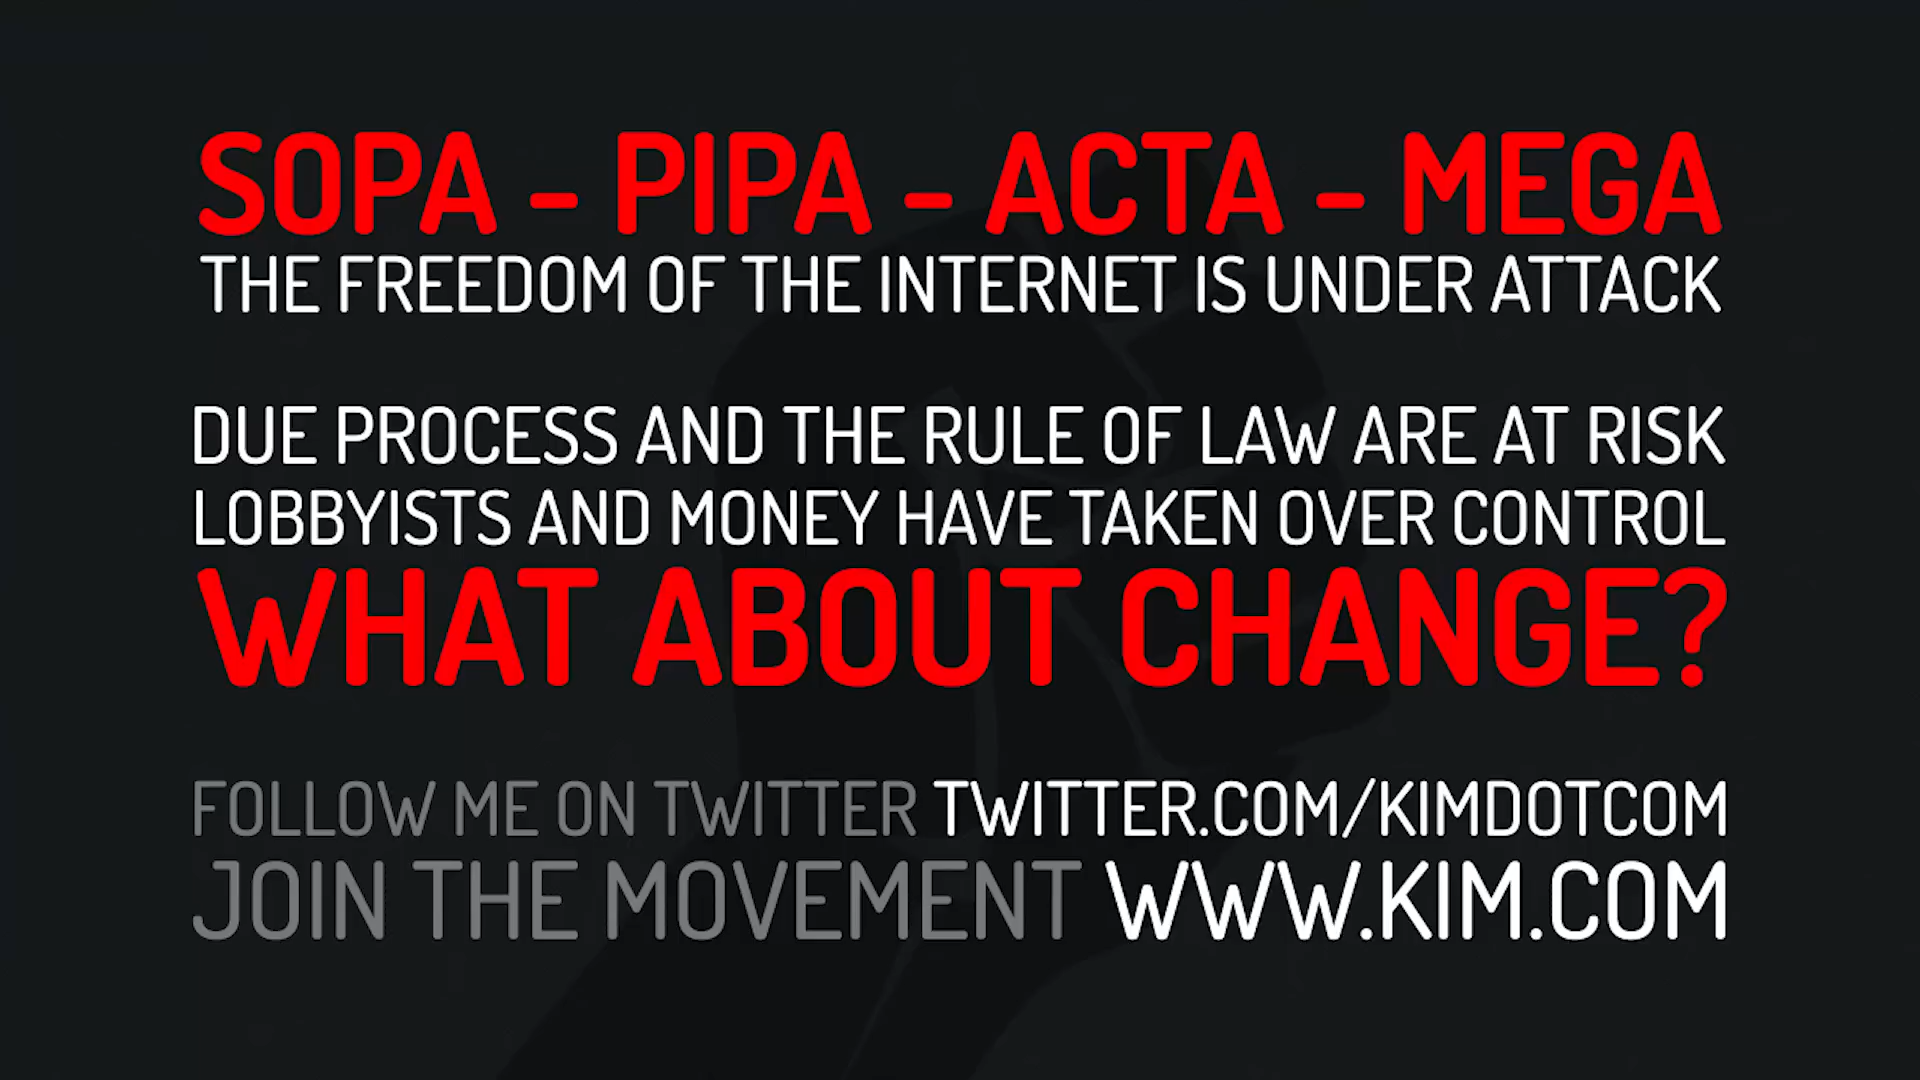 SOPA - PIPA - ACTA - MEGA
THE FREEDOM OF THE INTERNET IS UNDER ATTACK
DUE PROCESS AND THE RULE OF LAW ARE AT RISK
LOBBYISTS AND MONEY HAVE TAKEN OVER CONTROL
WHAT ABOUT CHANGE?
FOLLOW ME ON TWITTER TWITTER.COM/KIMDOTCOM
JOIN THE MOVEMENT WWW.KIM.COM